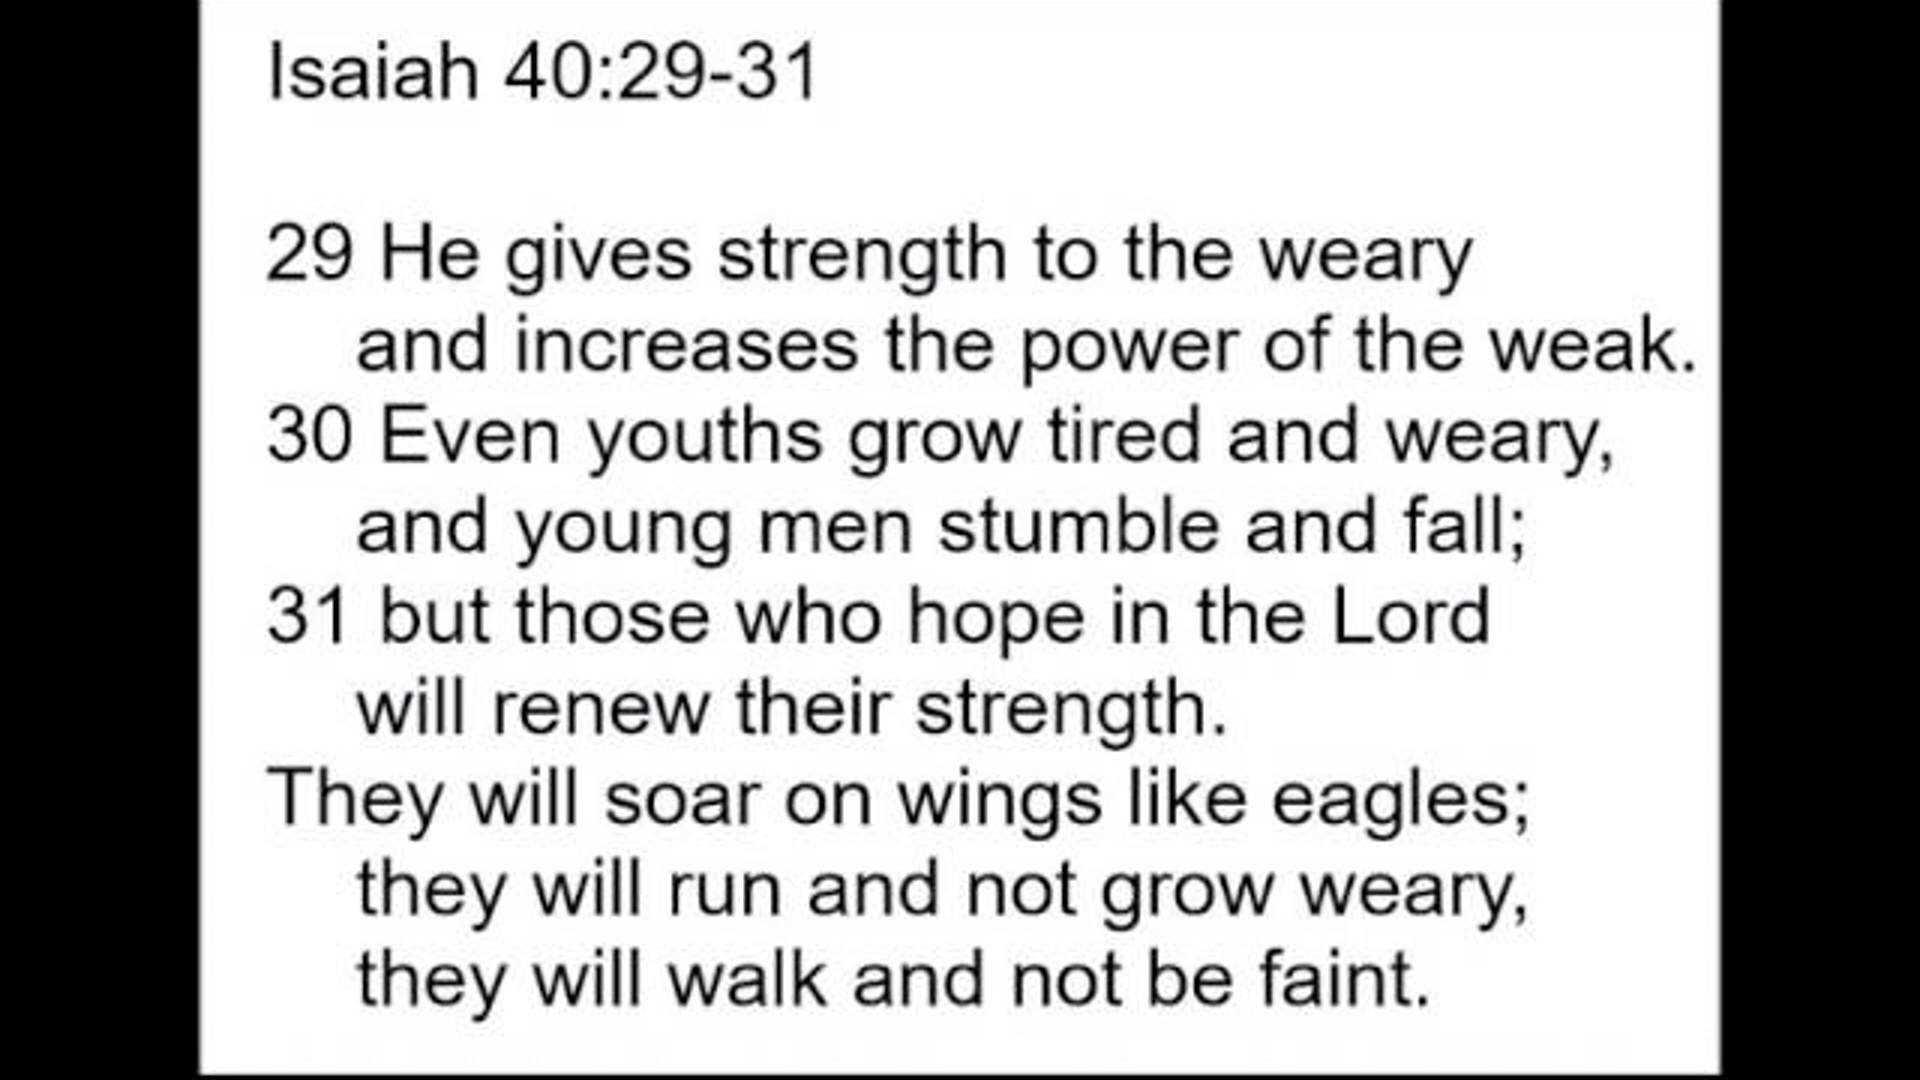 Isaiah 40:29-31
29 He gives strength to the weary
and increases the power of the weak.
30 Even youths grow tired and weary,
and young men stumble and fall;
31 but those who hope in the Lord
will renew their strength.
They will soar on wings like eagles;
they will run and not grow weary,
they will walk and not be faint.